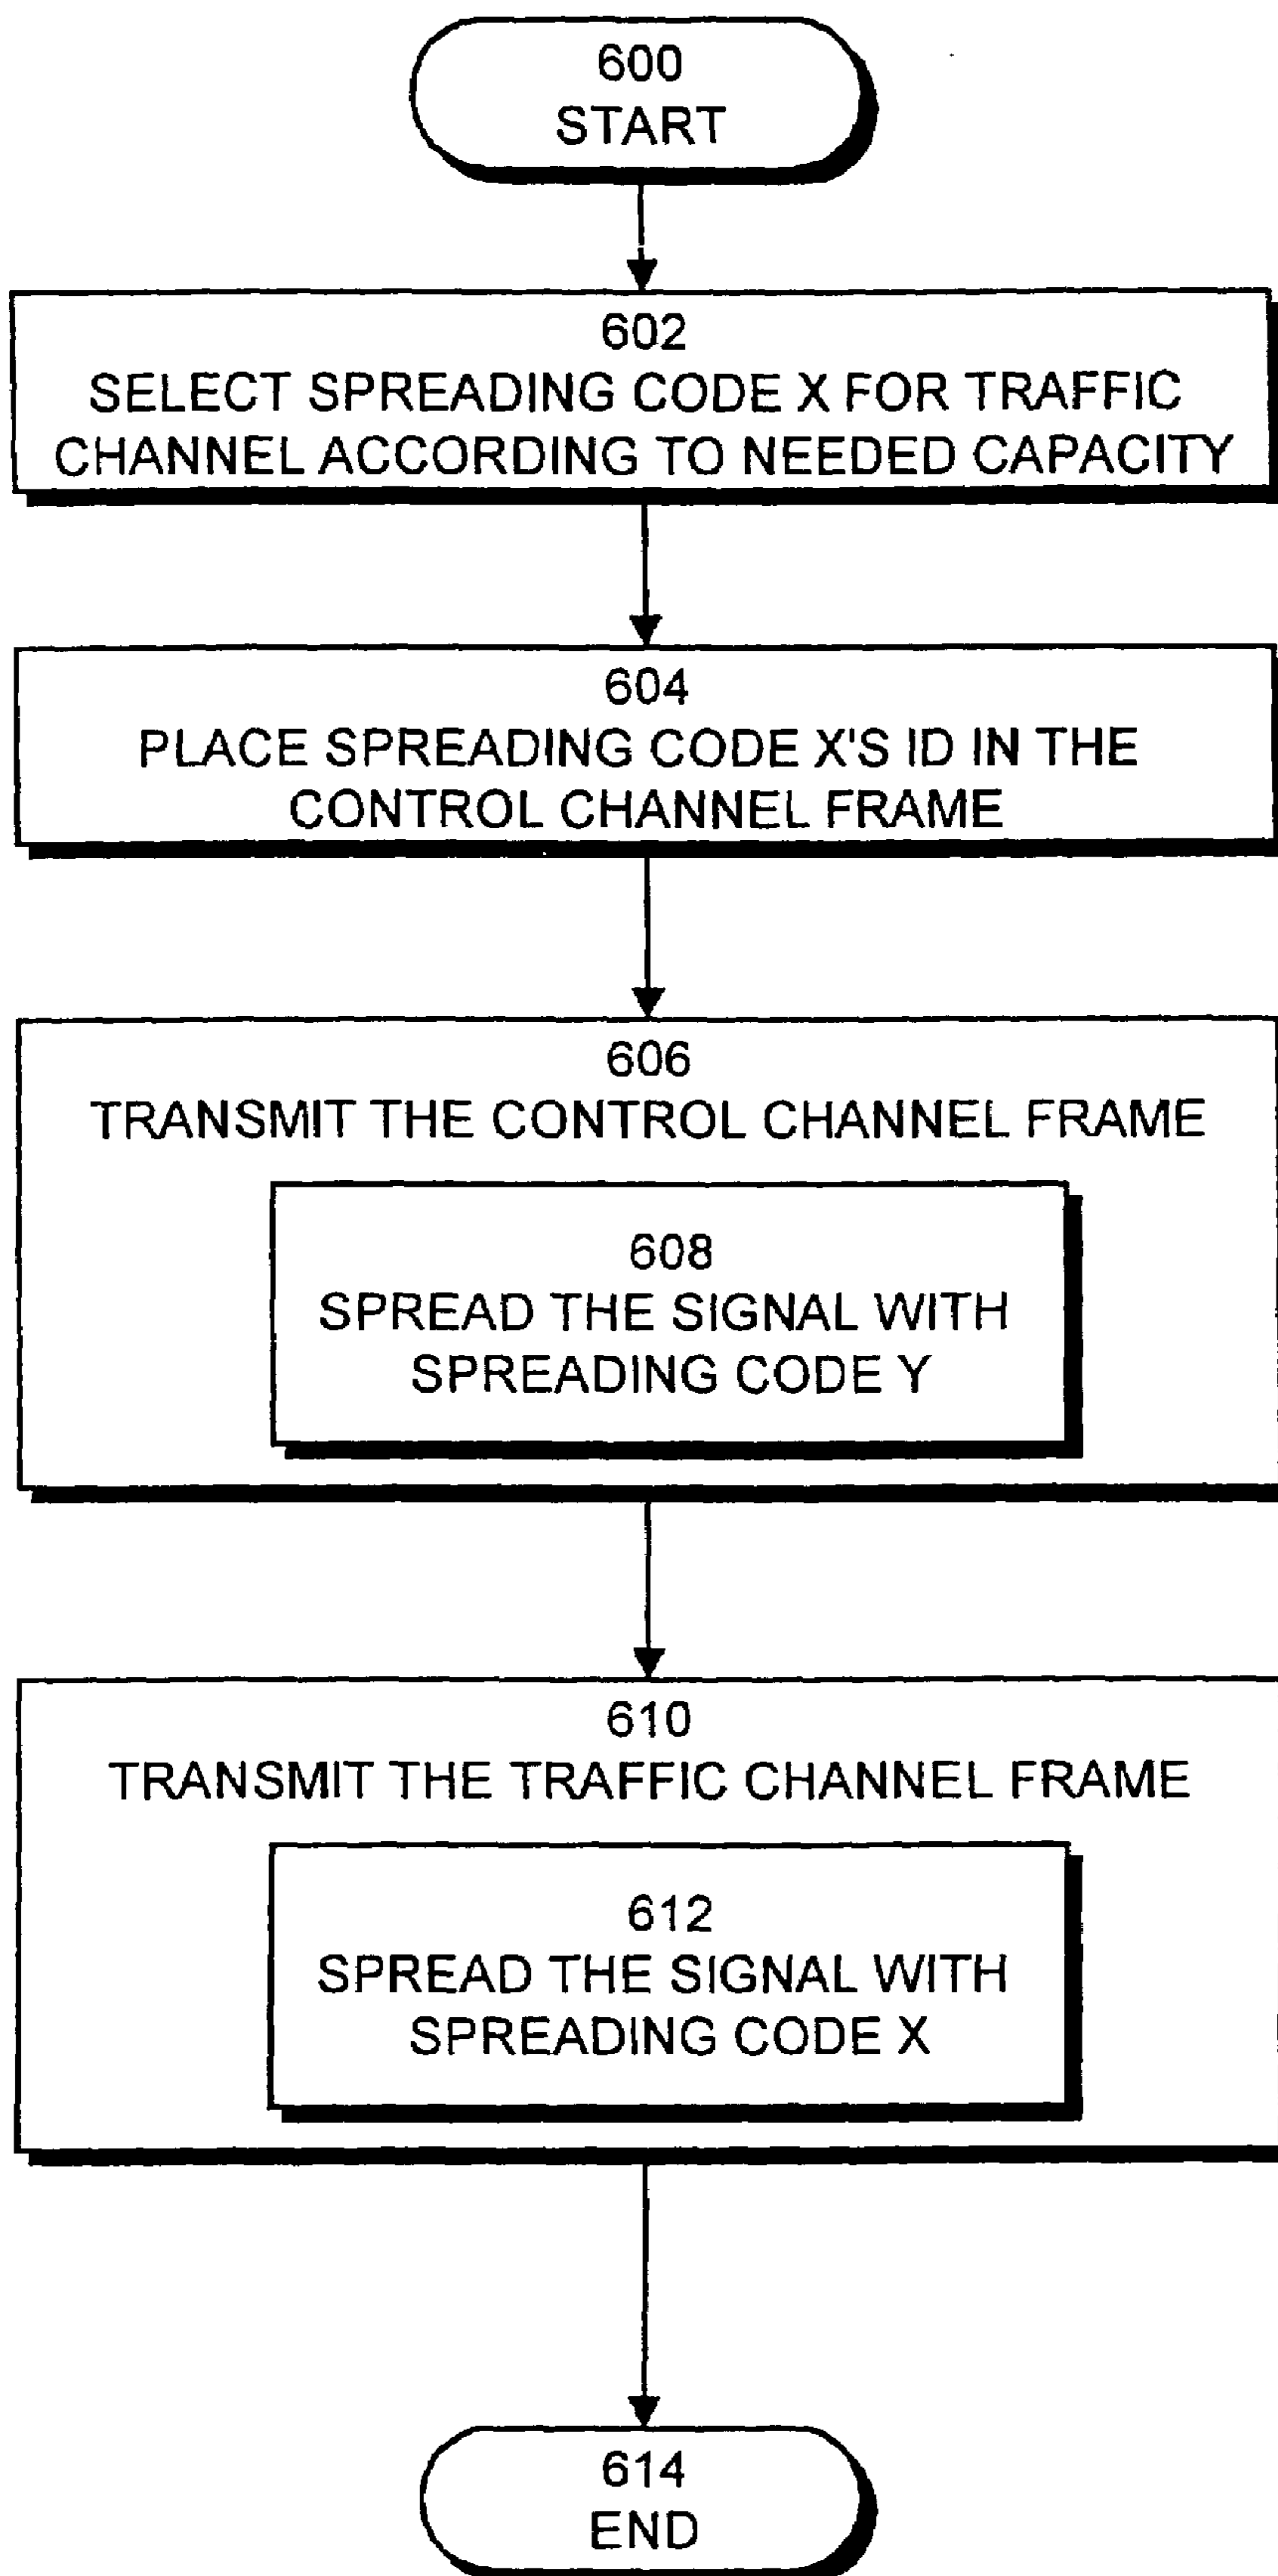 600
START
602
SELECT SPREADING CODE X FOR TRAFFIC
CHANNEL ACCORDING TO NEEDED CAPACITY
604
PLACE SPREADING CODE X'S ID IN THE
CONTROL CHANNEL FRAME
606
TRANSMIT THE CONTROL CHANNEL FRAME
608
SPREAD THE SIGNAL WITH
SPREADING CODE Y
610
TRANSMIT THE TRAFFIC CHANNEL FRAME
612
SPREAD THE SIGNAL WITH
SPREADING CODE X
614
END